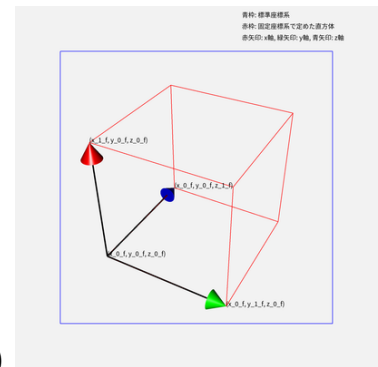 青枠: 標準座標系
赤枠: 固定座標系で定めた直方体
赤矢印: x軸, 緑矢印: y軸, 青矢印: z軸
(x_1_f, y_0_f, z_0_f)
(x_0_f, y_0_f, z_1_f)
(x_0_f, y_0_f, z_0_f)
(x_0_f, y_1_f, z_0_f)
)